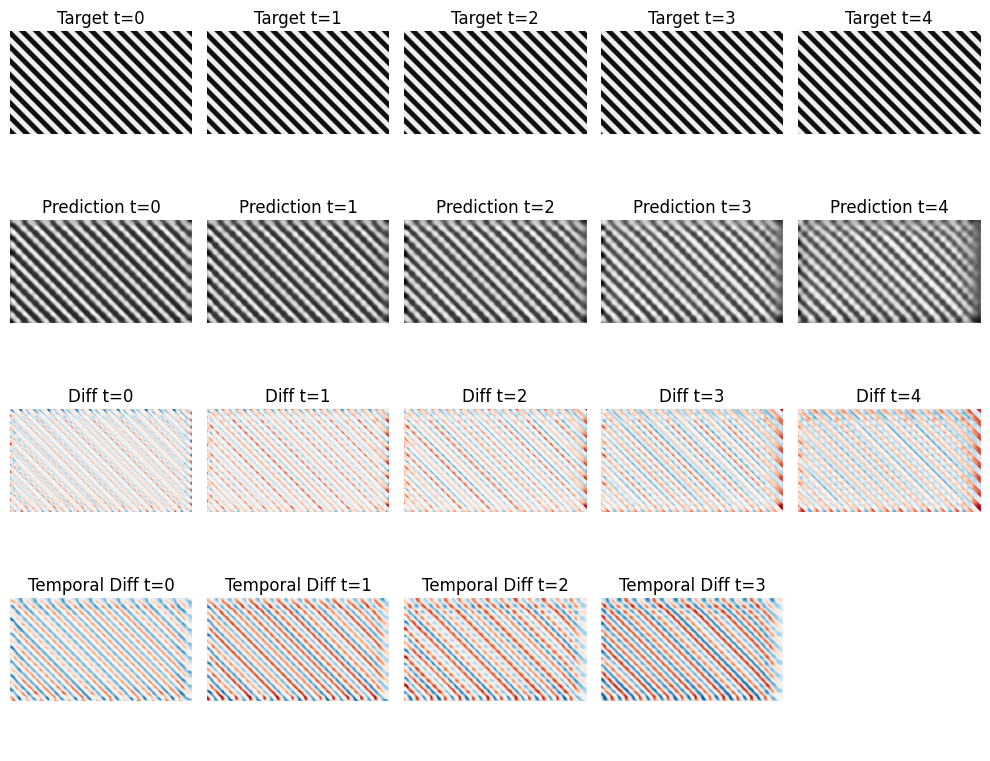 Target t=0
Target t=1
Target t=2
Target t=3
Target t=4
Prediction t=0
Prediction t=1
Prediction t=2
Prediction t=3
Prediction t=4
Diff t=0
Diff t=1
Diff t=2
Diff t=3
Diff t=4
Temporal Diff t=0
Temporal Diff t=1
Temporal Diff t=2
Temporal Diff t=3